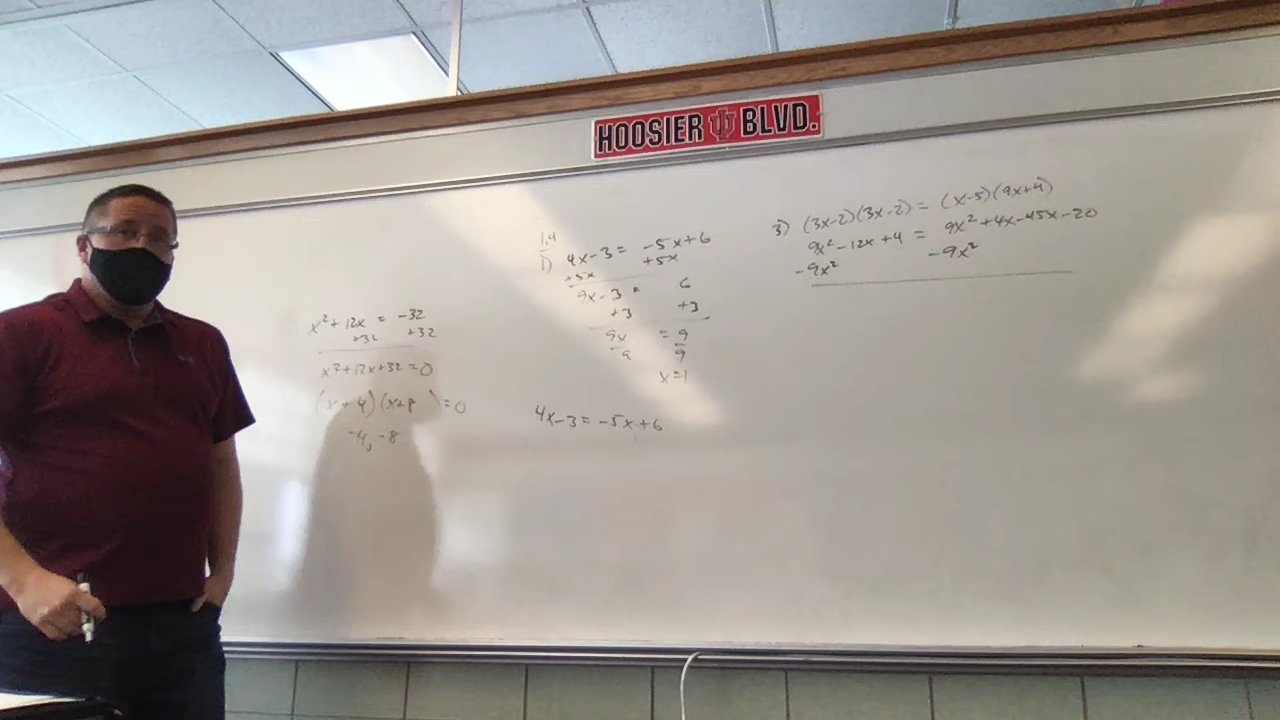 HOOSIER BLVD.
x² + 12x = -32
+32 +32
x² + 12x + 32 = 0
(x + 4)(x+8) = 0
-4, -8
1.4
1) 4x - 3 = -5x + 6
+5x +5x
9x - 3 = 6
+3 +3
9x = 9
9 9
x = 1
4x - 3 = -5x + 6
3) (3x-2)(3x-2) = (x-5)(9x+4)
9x² - 12x + 4 = 9x² + 4x - 45x - 20
-9x² -9x²